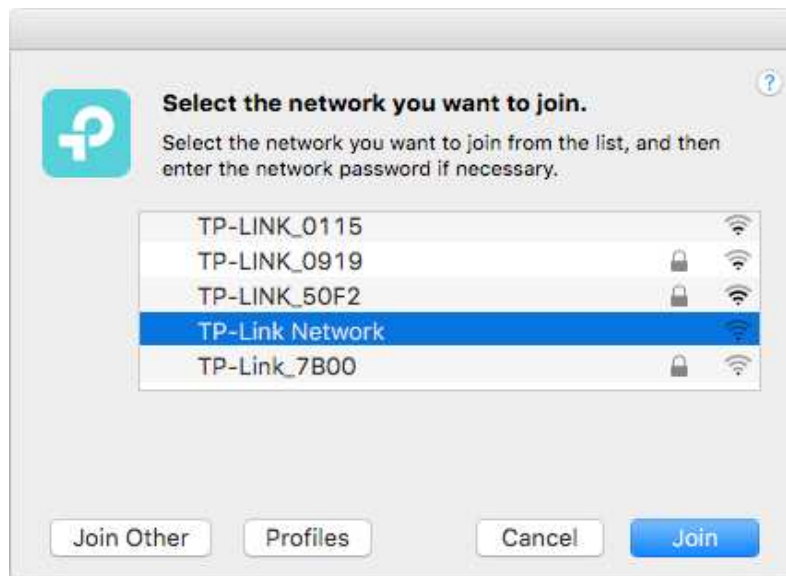 ?
Select the network you want to join.
Select the network you want to join from the list, and then
enter the network password if necessary.
TP-LINK_0115
TP-LINK_0919
TP-LINK_50F2
TP-Link Network
TP-Link_7B00
Join Other
Profiles
Cancel
Join